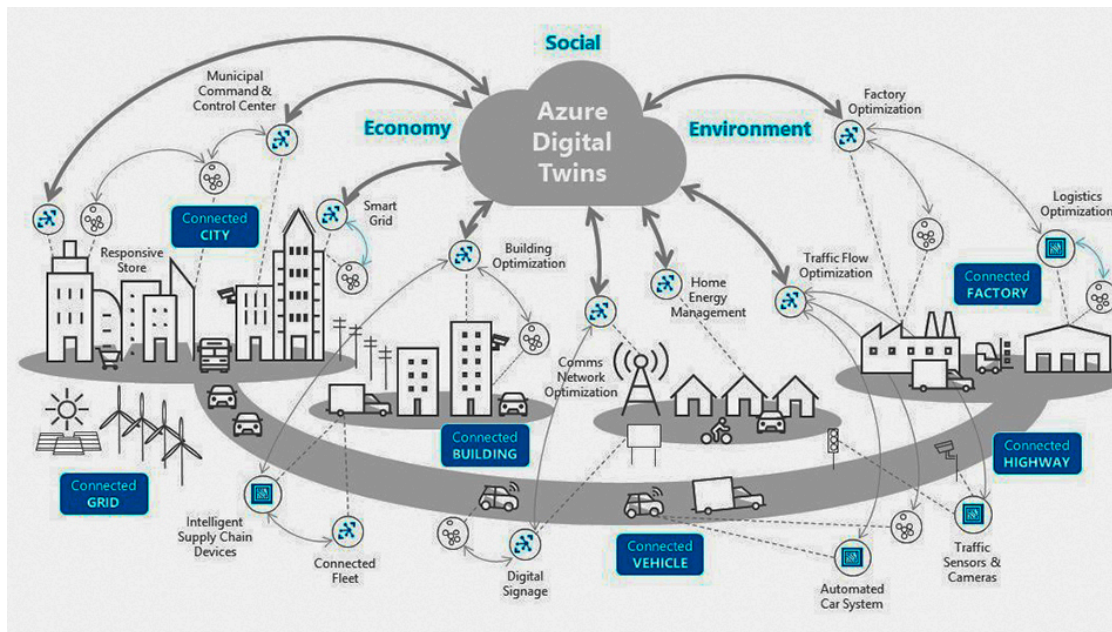 Social
Municipal
Command &
Control Center
Azure
Digital
Twins
Factory
Optimization
Economy
Environment
Smart
Grid
Logistics
Optimization
Connected
CITY
Responsive
Store
Building
Optimization
Home
Energy
Management
Traffic Flow
Optimization
Connected
FACTORY
Comms
Network
Optimization
Connected
BUILDING
Connected
HIGHWAY
Connected
GRID
Intelligent
Supply Chain
Devices
Connected
Fleet
Digital
Signage
Connected
VEHICLE
Automated
Car System
Traffic
Sensors &
Cameras